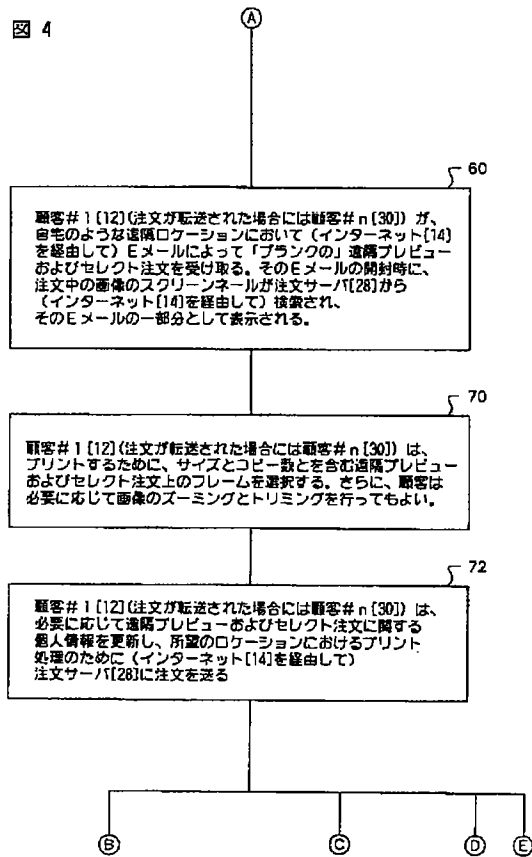 図 4
A
60
顧客#1[12](注文が転送された場合には顧客#n[30])が、
自宅のような遠隔ロケーションにおいて(インターネット[14]
を経由して)Eメールによって「ブランクの」遠隔プレビュー
およびセレクト注文を受け取る。そのEメールの開封時に、
注文中の画像のスクリーンネールが注文サーバ[28]から
(インターネット[14]を経由して)検索され、
そのEメールの一部分として表示される。
70
顧客#1[12](注文が転送された場合には顧客#n[30])は、
プリントするために、サイズとコピー数とを含む遠隔プレビュー
およびセレクト注文上のフレームを選択する。さらに、顧客は
必要に応じて画像のズーミングとトリミングを行ってもよい。
72
顧客#1[12](注文が転送された場合には顧客#n[30])は、
必要に応じて遠隔プレビューおよびセレクト注文に関する
個人情報を更新し、所望のロケーションにおけるプリント
処理のために(インターネット[14]を経由して)
注文サーバ[28]に注文を送る
B C D E